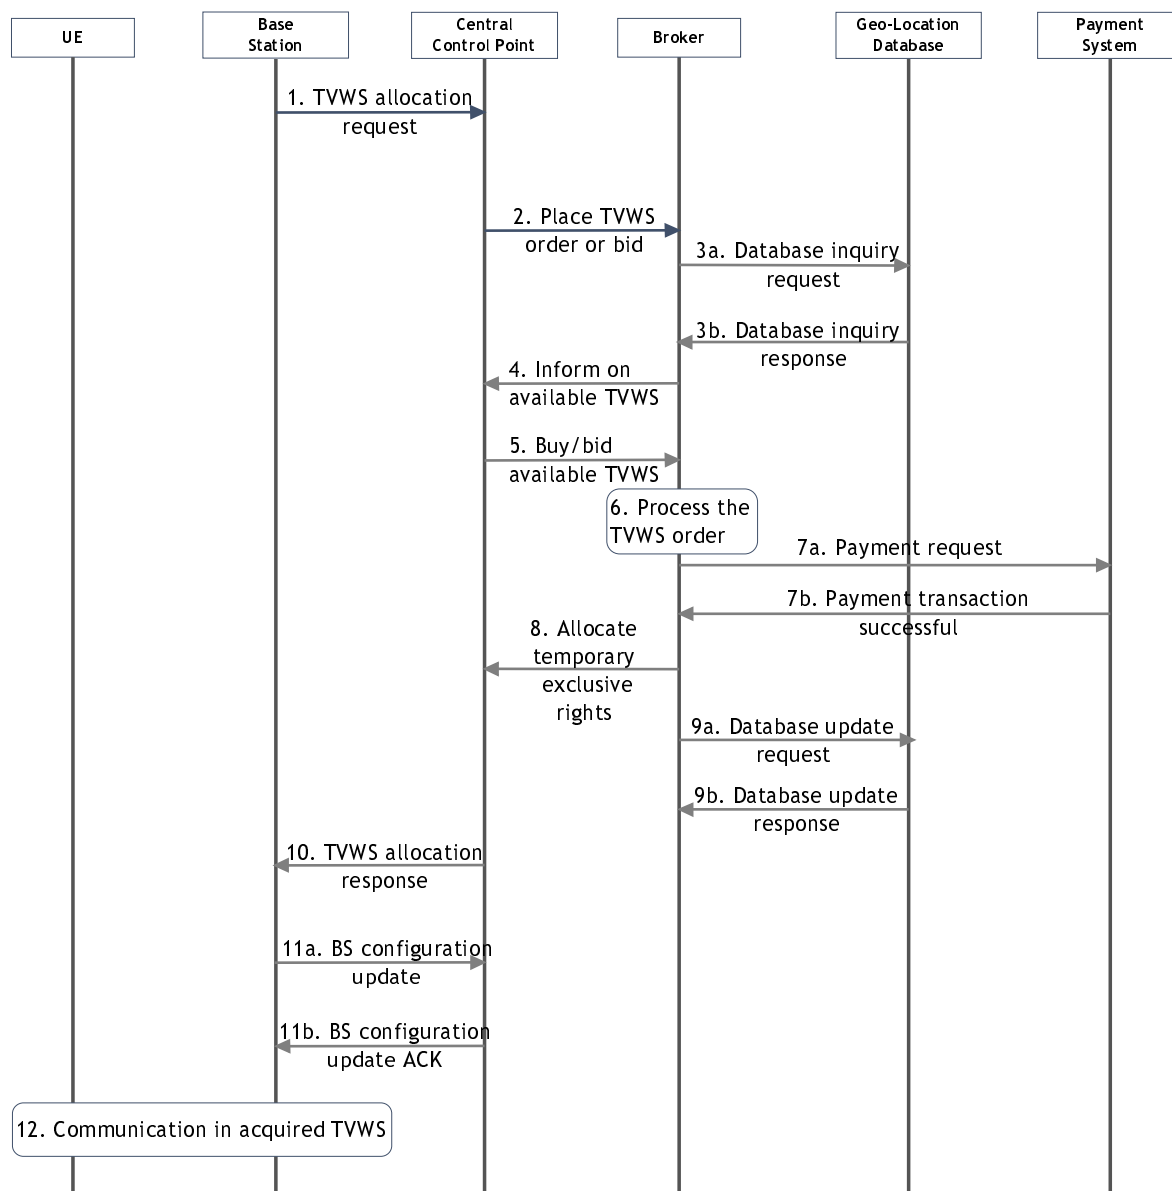 UE
Base
Station
Central
Control Point
Broker
Geo-Location
Database
Payment
System
1. TVWS allocation
request
2. Place TVWS
order or bid
3a. Database inquiry
request
3b. Database inquiry
response
4. Inform on
available TVWS
5. Buy/bid
available TVWS
6. Process the
TVWS order
7a. Payment request
7b. Payment transaction
successful
8. Allocate
temporary
exclusive
rights
9a. Database update
request
9b. Database update
response
10. TVWS allocation
response
11a. BS configuration
update
11b. BS configuration
update ACK
12. Communication in acquired TVWS